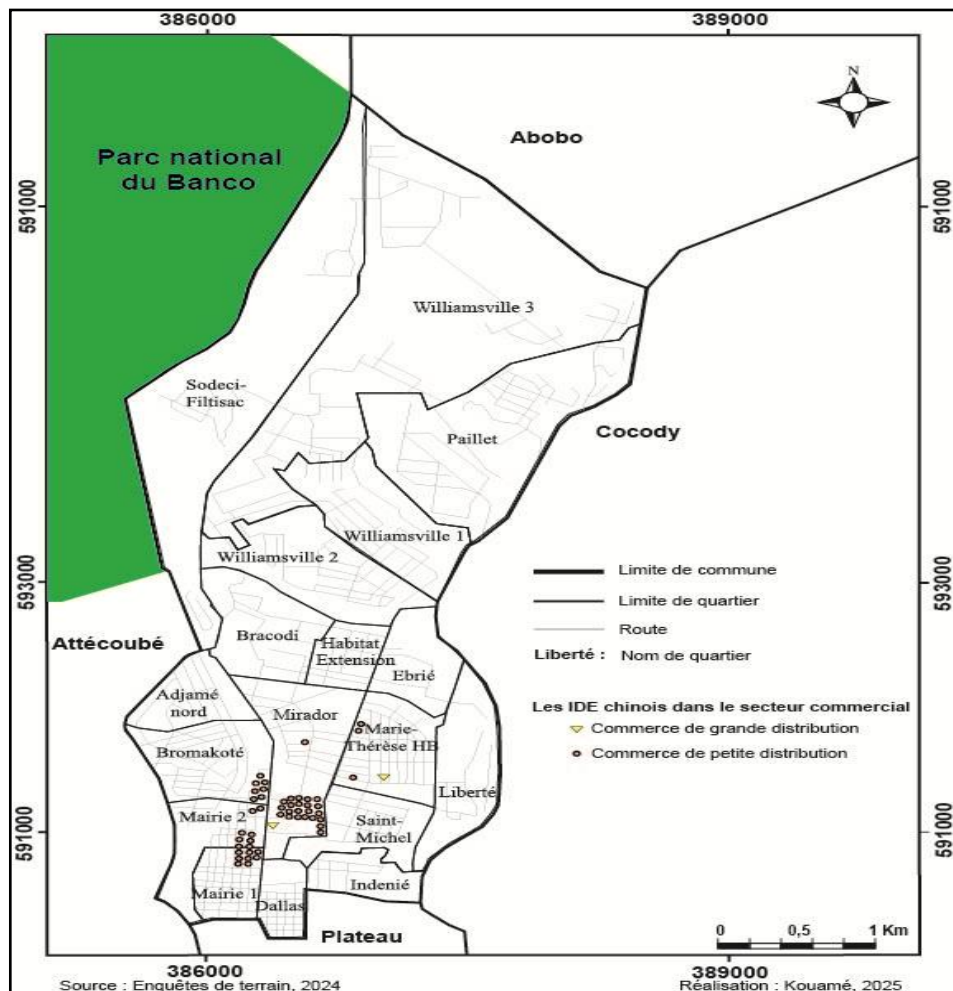 386000
389000
N
Abobo
Parc national
du Banco
591000
591000
Williamsville 3
Sodeci-
Filtisac
Paillet
Cocody
Williamsville 1
Williamsville 2
Limite de commune
593000
593000
Limite de quartier
Route
Attécoubé
Bracodi
Habitat
Extension
Liberté :
Nom de quartier
Ebrié
Adjamé
nord
Mirador
Les IDE chinois dans le secteur commercial
Marie-
Thérèse HB
Commerce de grande distribution
Bromakoté
Commerce de petite distribution
Liberté
Mairie 2
Saint-
Michel
591000
591000
Mairie 1
Dallas
Indenié
Plateau
0
0,5
1 Km
386000
389000
Source : Enquêtes de terrain, 2024
Réalisation : Kouamé, 2025